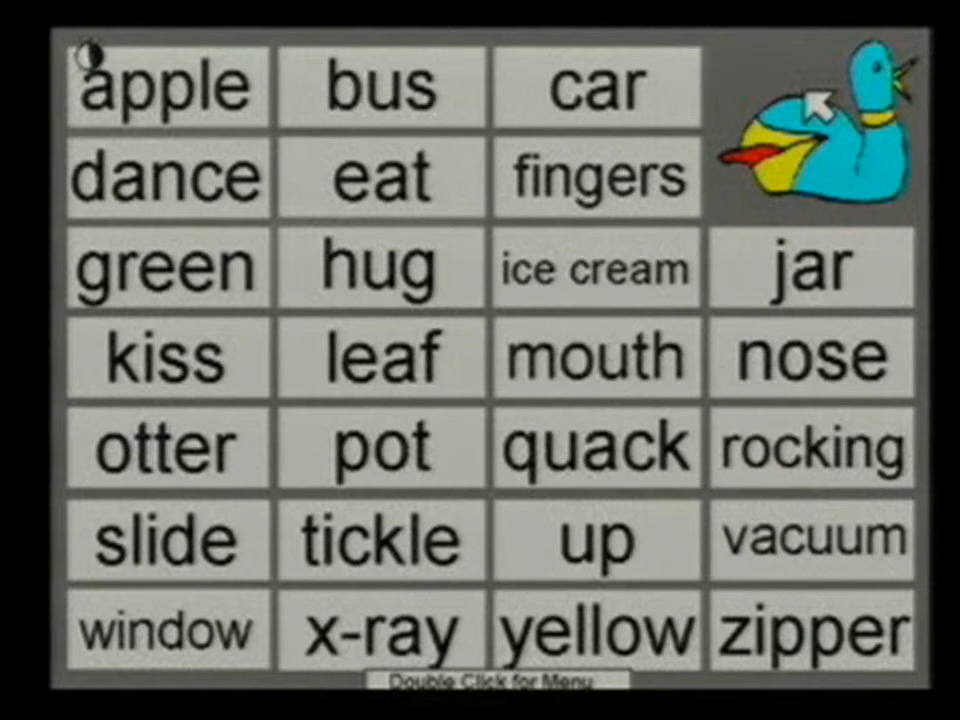 apple bus car
dance eat fingers
green hug ice cream jar
kiss leaf mouth nose
otter pot quack rocking
slide tickle up vacuum
window x-ray yellow zipper
Double Click for Menu